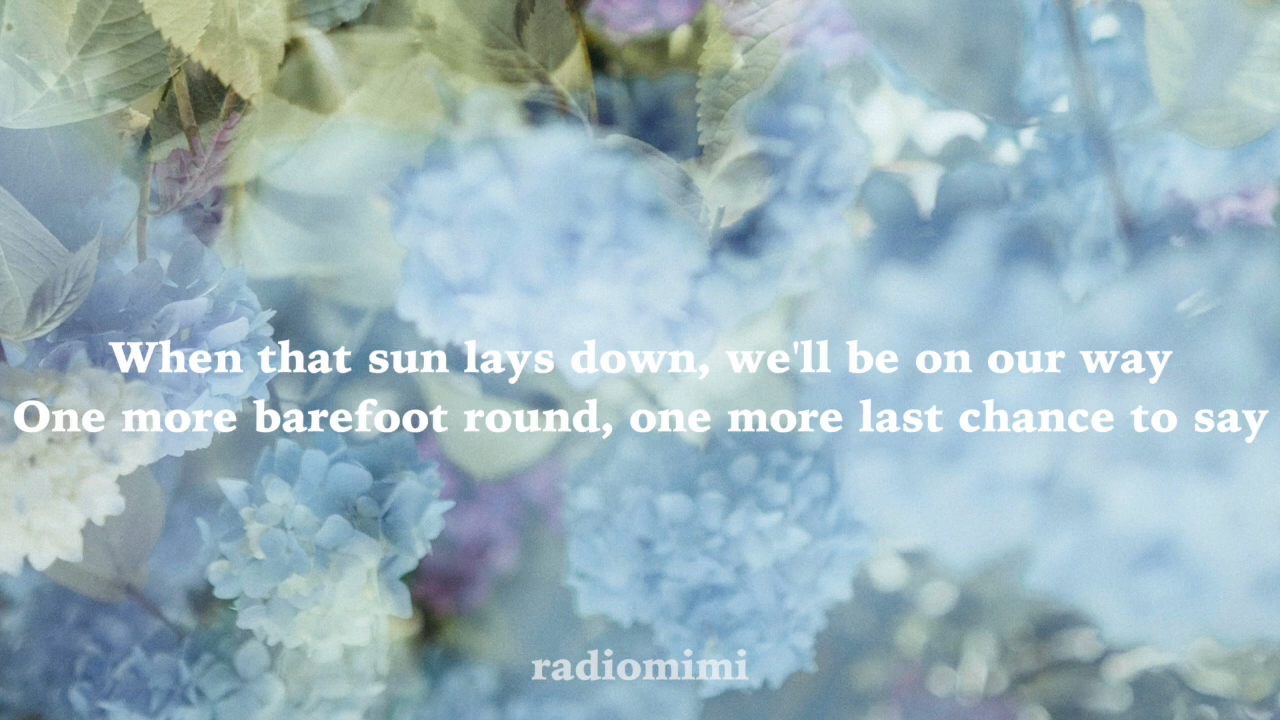 When that sun lays down, we'll be on our way
One more barefoot round, one more last chance to say
radiomimi